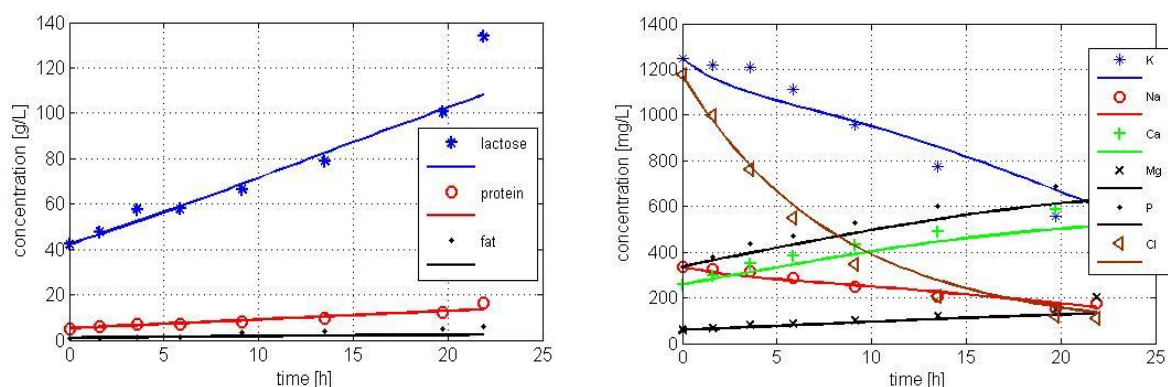 140
120
100
80
60
40
20
0
concentration [g/L]
0 5 10 15 20 25
time [h]
lactose
protein
fat
1400
1200
1000
800
600
400
200
0
concentration [mg/L]
0 5 10 15 20 25
time [h]
K
Na
Ca
Mg
P
Cl